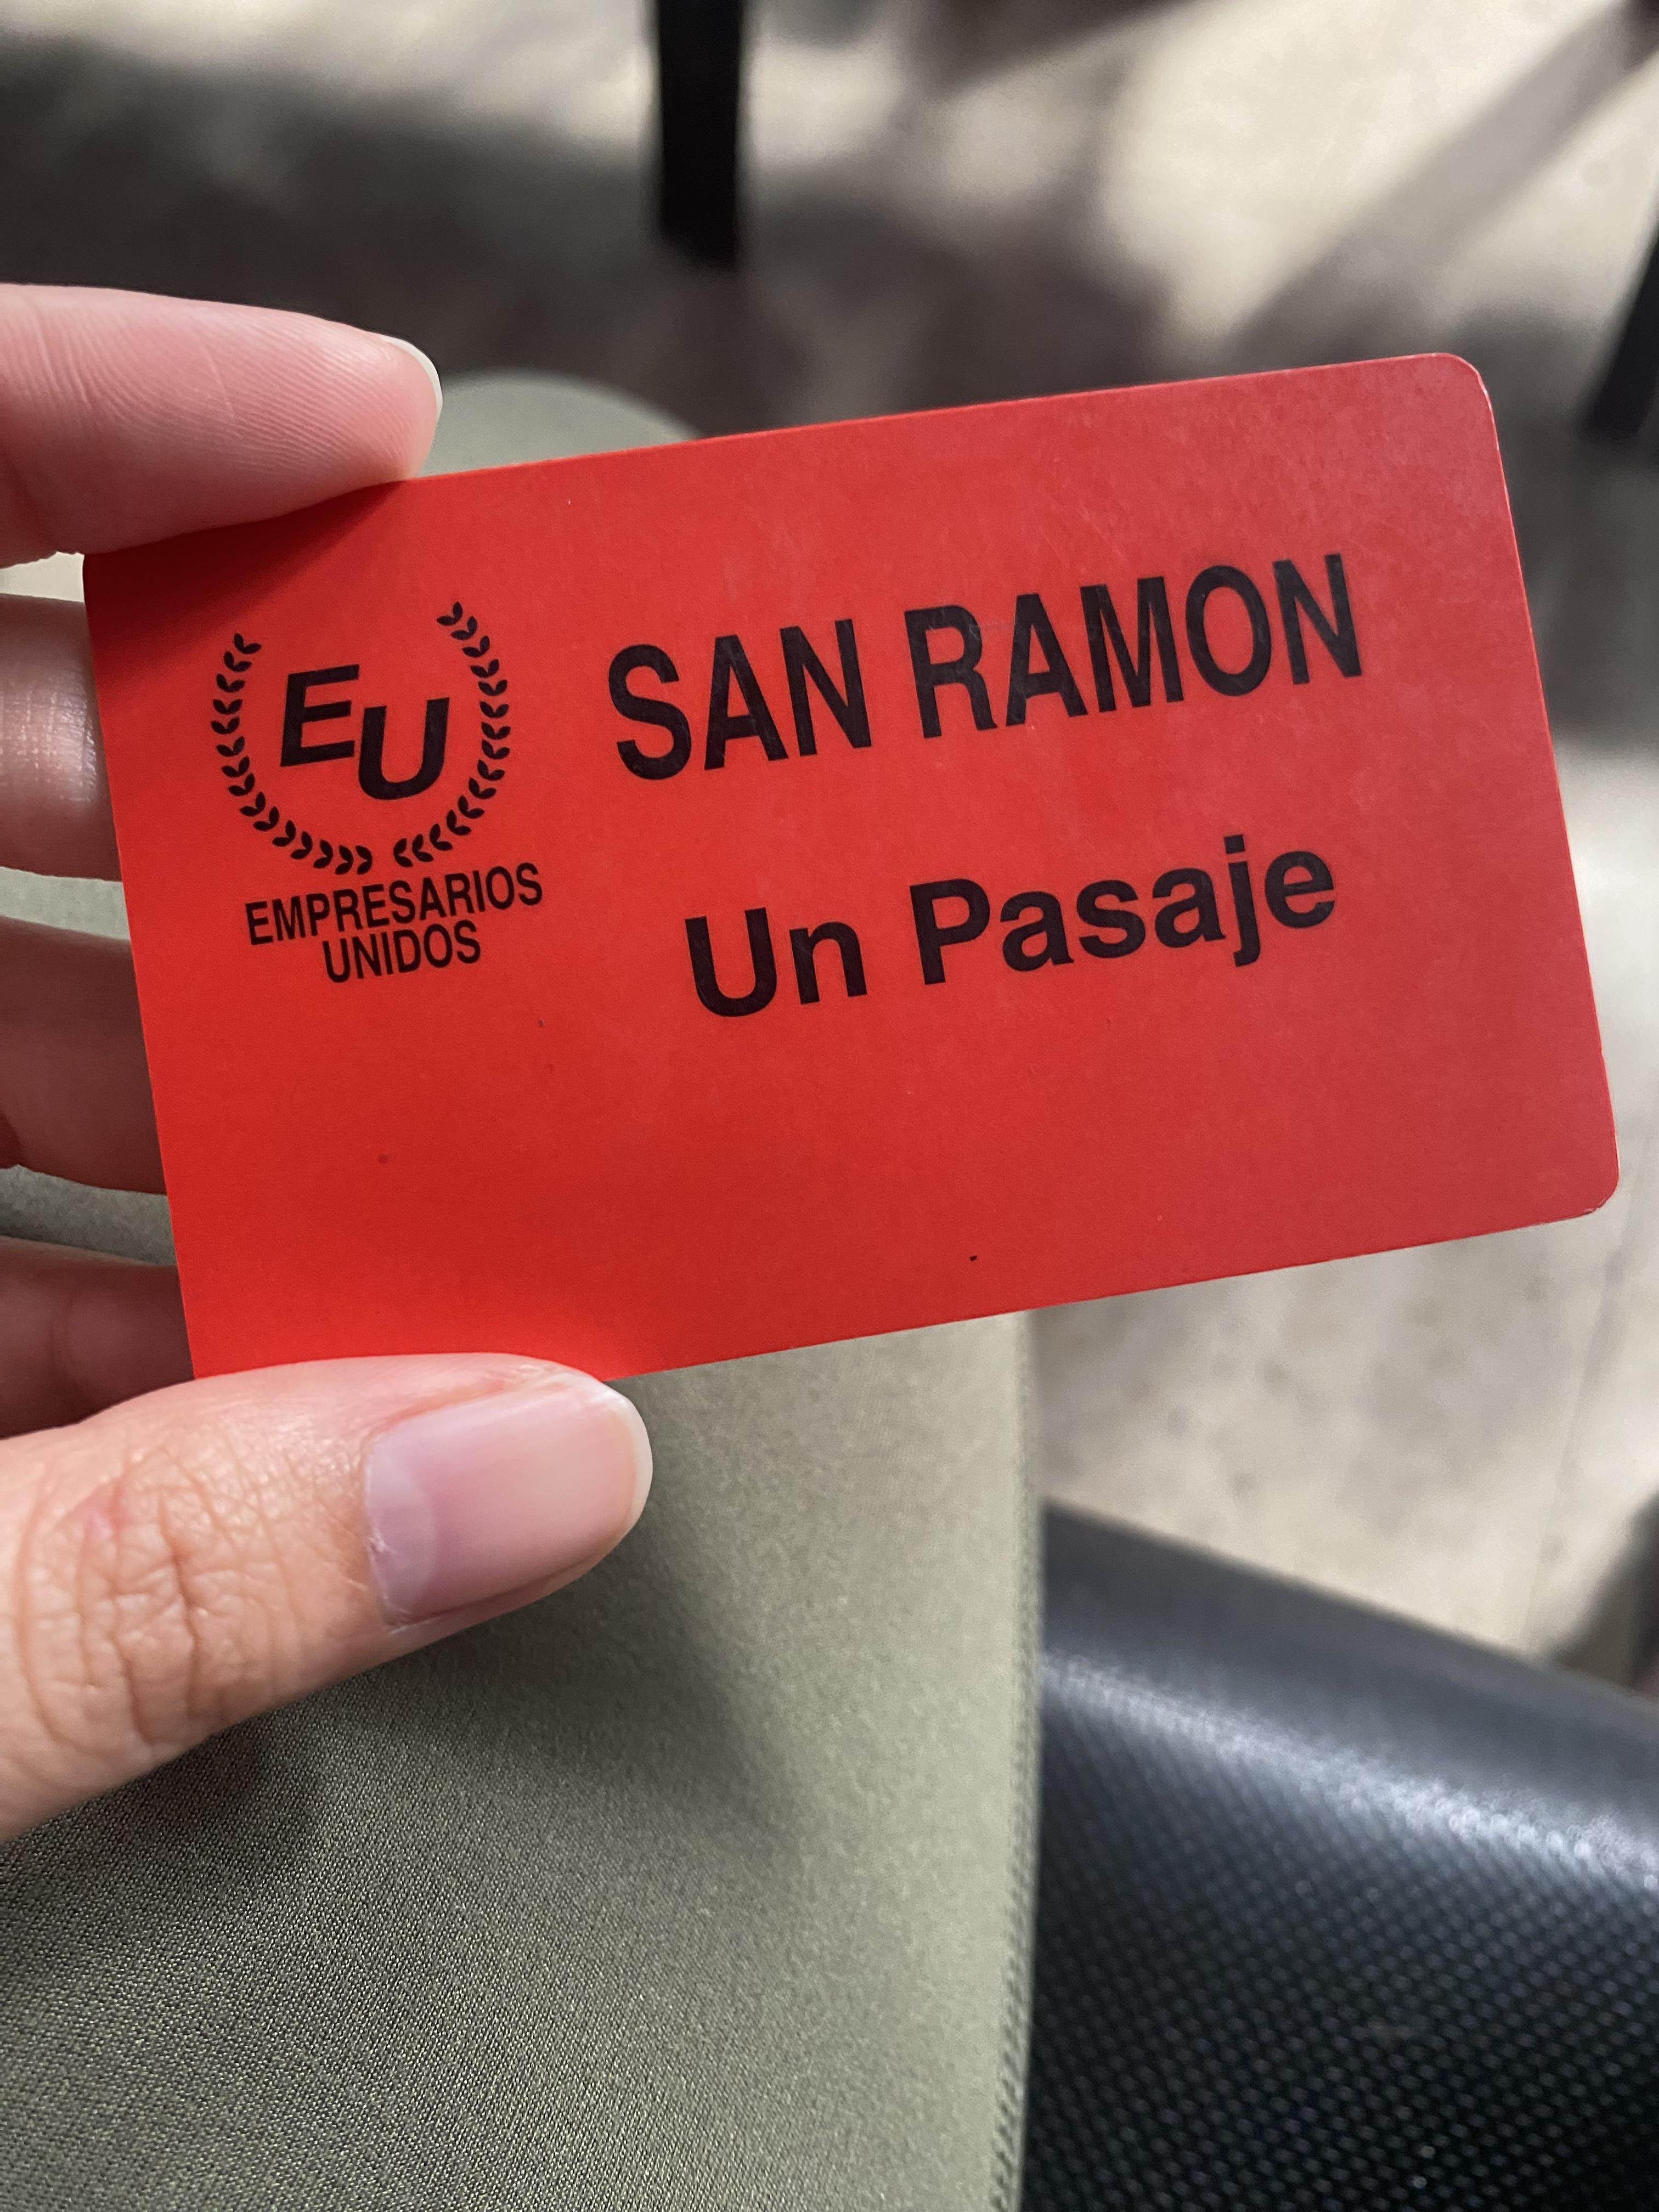 EU
EMPRESARIOS
UNIDOS
SAN RAMON
Un Pasaje